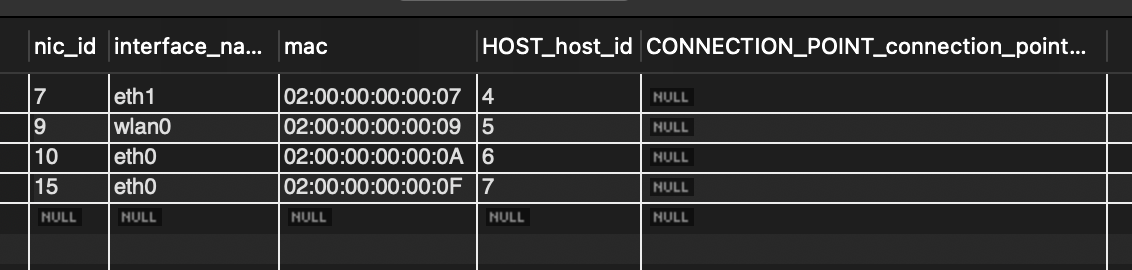 nic_id interface_na... mac HOST_host_id CONNECTION_POINT_connection_point...
7 eth1 02:00:00:00:00:07 4 NULL
9 wlan0 02:00:00:00:00:09 5 NULL
10 eth0 02:00:00:00:00:0A 6 NULL
15 eth0 02:00:00:00:00:0F 7 NULL
NULL NULL NULL NULL NULL